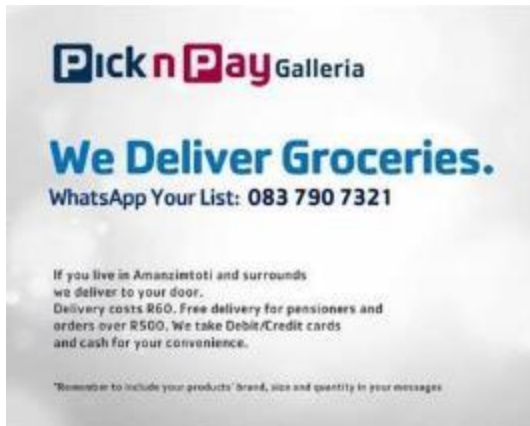 Pick n Pay Galleria
We Deliver Groceries.
WhatsApp Your List: 083 790 7321
If you live in Amanzimtoti and surrounds
we deliver to your door.
Delivery costs R60. Free delivery for pensioners and
orders over R500. We take Debit/Credit cards
and cash for your convenience.
*Remember to include your products' brand, size and quantity in your messages